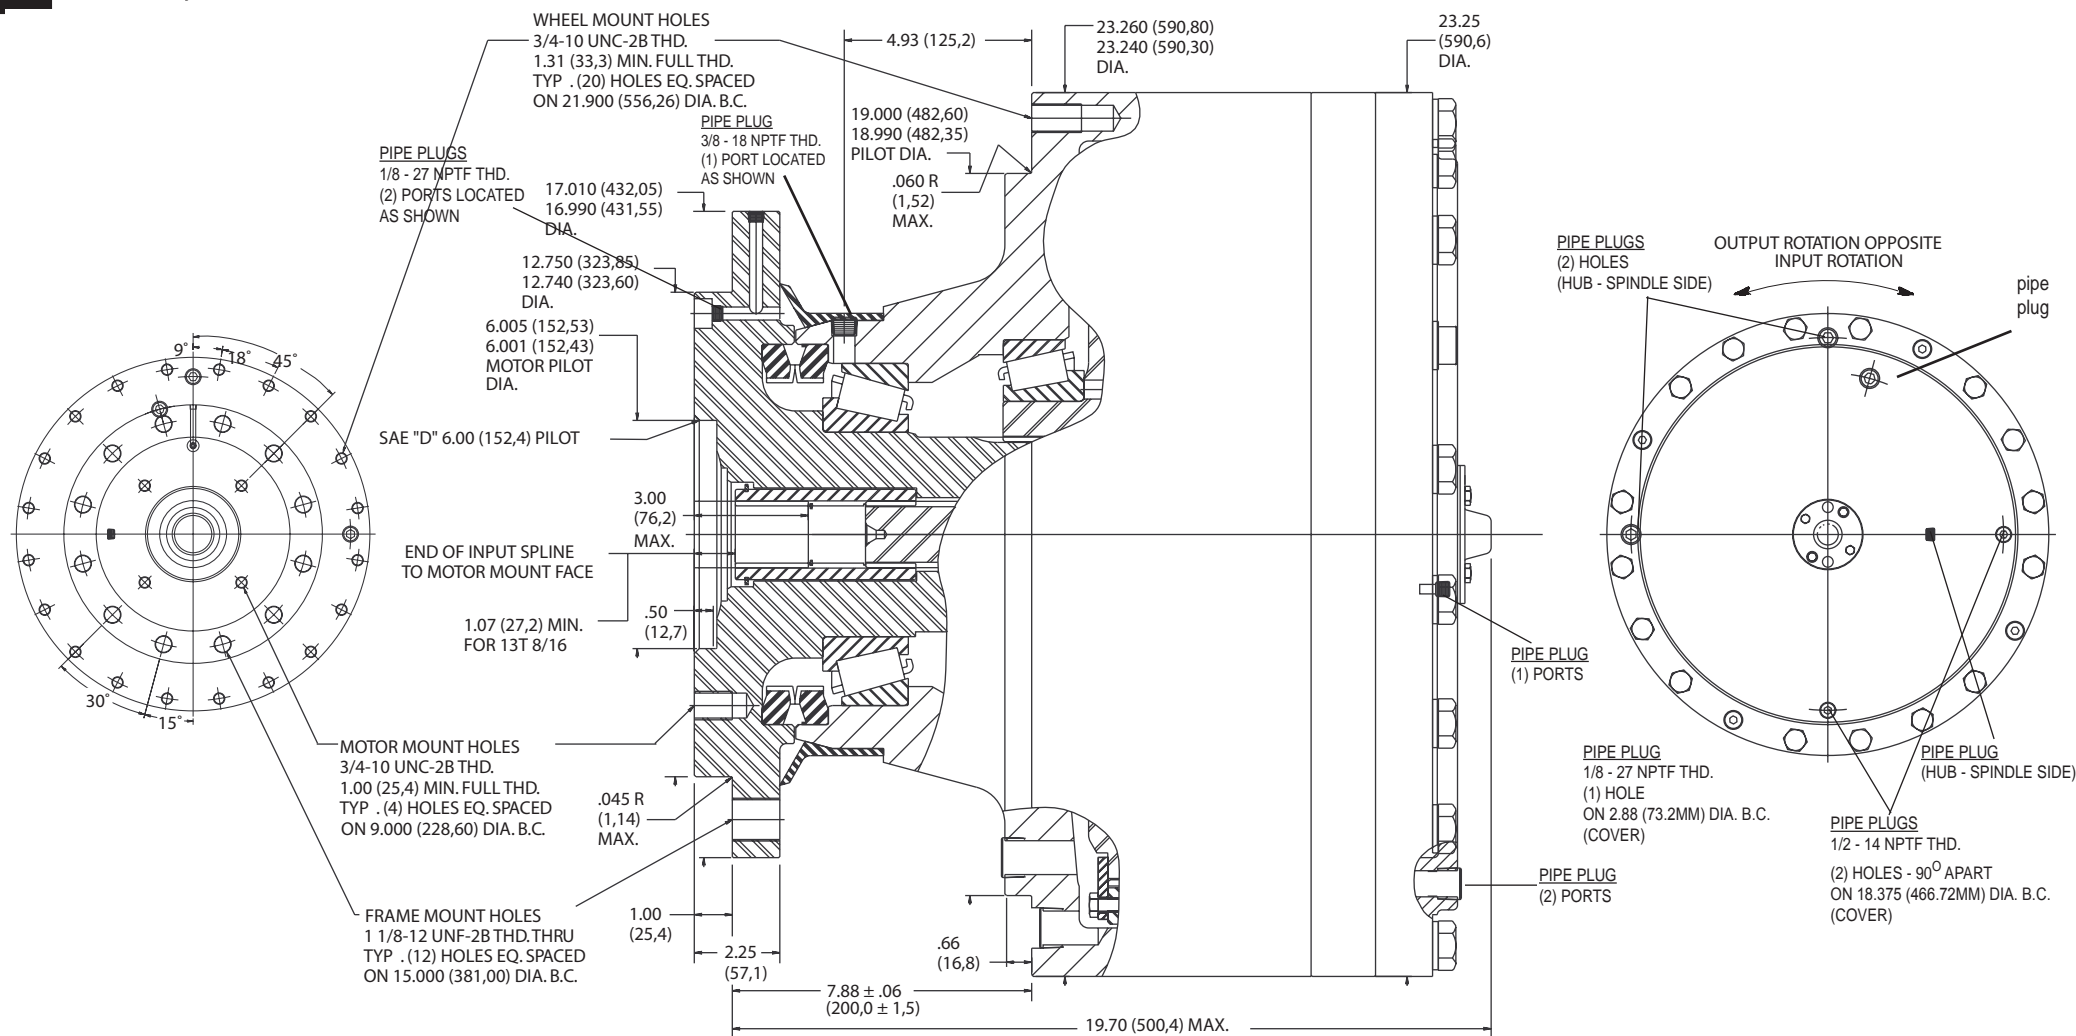 WHEEL MOUNT HOLES
3/4-10 UNC-2B THD.
1.31 (33,3) MIN. FULL THD.
TYP . (20) HOLES EQ. SPACED
ON 21.900 (556,26) DIA. B.C.
4.93 (125,2)
23.260 (590,80)
23.240 (590,30)
DIA.
23.25
(590,6)
DIA.
PIPE PLUG
3/8 - 18 NPTF THD.
(1) PORT LOCATED
AS SHOWN
19.000 (482,60)
18.990 (482,35)
PILOT DIA.
.060 R
(1,52)
MAX.
PIPE PLUGS
1/8 - 27 NPTF THD.
(2) PORTS LOCATED
AS SHOWN
17.010 (432,05)
16.990 (431,55)
DIA.
12.750 (323,85)
12.740 (323,60)
DIA.
6.005 (152,53)
6.001 (152,43)
MOTOR PILOT
DIA.
SAE "D" 6.00 (152,4) PILOT
9°
18°
45°
30°
15°
3.00
(76,2)
MAX.
END OF INPUT SPLINE
TO MOTOR MOUNT FACE
1.07 (27,2) MIN.
FOR 13T 8/16
.50
(12,7)
MOTOR MOUNT HOLES
3/4-10 UNC-2B THD.
1.00 (25,4) MIN. FULL THD.
TYP . (4) HOLES EQ. SPACED
ON 9.000 (228,60) DIA. B.C.
.045 R
(1,14)
MAX.
FRAME MOUNT HOLES
1 1/8-12 UNF-2B THD. THRU
TYP . (12) HOLES EQ. SPACED
ON 15.000 (381,00) DIA. B.C.
1.00
(25,4)
2.25
(57,1)
.66
(16,8)
7.88 ± .06
(200,0 ± 1,5)
19.70 (500,4) MAX.
PIPE PLUGS
(2) HOLES
(HUB - SPINDLE SIDE)
OUTPUT ROTATION OPPOSITE
INPUT ROTATION
pipe
plug
PIPE PLUG
(1) PORTS
PIPE PLUG
1/8 - 27 NPTF THD.
(1) HOLE
ON 2.88 (73.2MM) DIA. B.C.
(COVER)
PIPE PLUG
(HUB - SPINDLE SIDE)
PIPE PLUGS
1/2 - 14 NPTF THD.
(2) HOLES - 90° APART
ON 18.375 (466.72MM) DIA. B.C.
(COVER)
PIPE PLUG
(2) PORTS